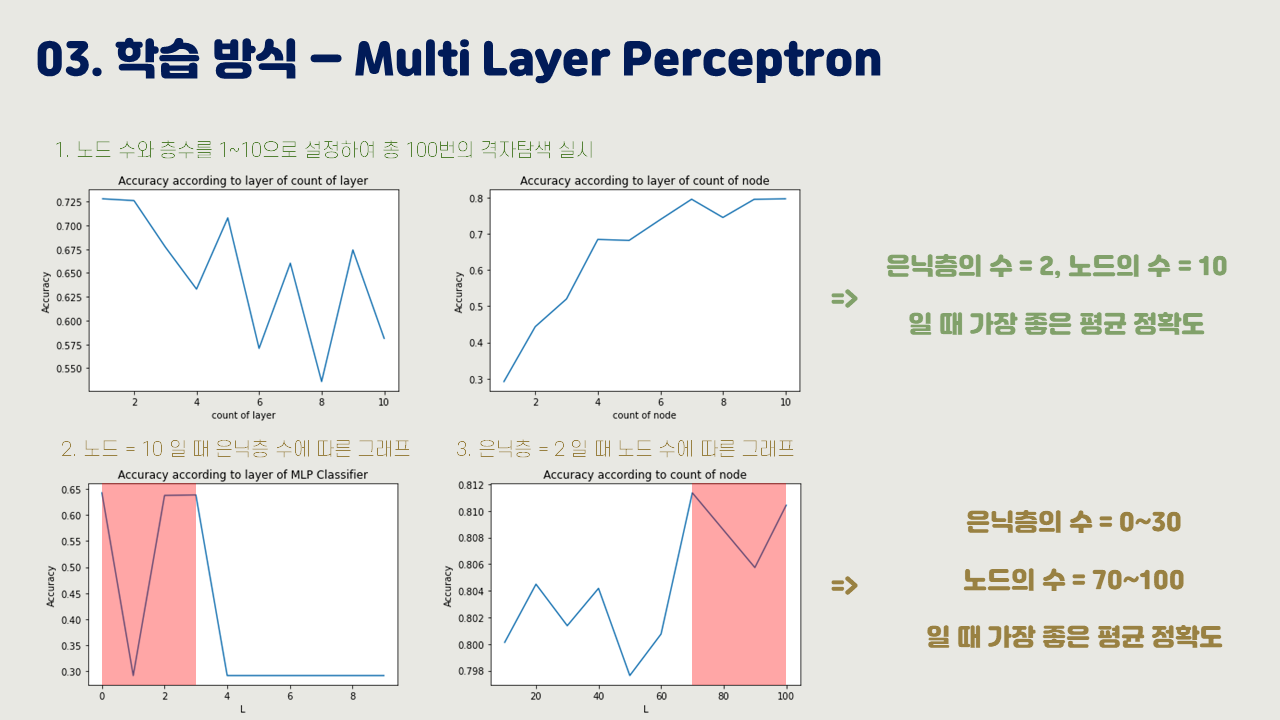 03. 학습 방식 – Multi Layer Perceptron
1. 노드 수와 층수를 1~10으로 설정하여 총 100번의 격자탐색 실시
Accuracy according to layer of count of layer
0.725
0.700
0.675
0.650
0.625
0.600
0.575
0.550
Accuracy
2 4 6 8 10
count of layer
Accuracy according to layer of count of node
0.8
0.7
0.6
0.5
0.4
0.3
Accuracy
2 4 6 8 10
count of node
=>
은닉층의 수 = 2, 노드의 수 = 10
일 때 가장 좋은 평균 정확도
2. 노드 = 10 일 때 은닉층 수에 따른 그래프
Accuracy according to layer of MLP Classifier
0.65
0.60
0.55
0.50
0.45
0.40
0.35
0.30
Accuracy
0 2 4 6 8
L
3. 은닉층 = 2 일 때 노드 수에 따른 그래프
Accuracy according to count of node
0.812
0.810
0.808
0.806
0.804
0.802
0.800
0.798
Accuracy
20 40 60 80 100
L
=>
은닉층의 수 = 0~30
노드의 수 = 70~100
일 때 가장 좋은 평균 정확도